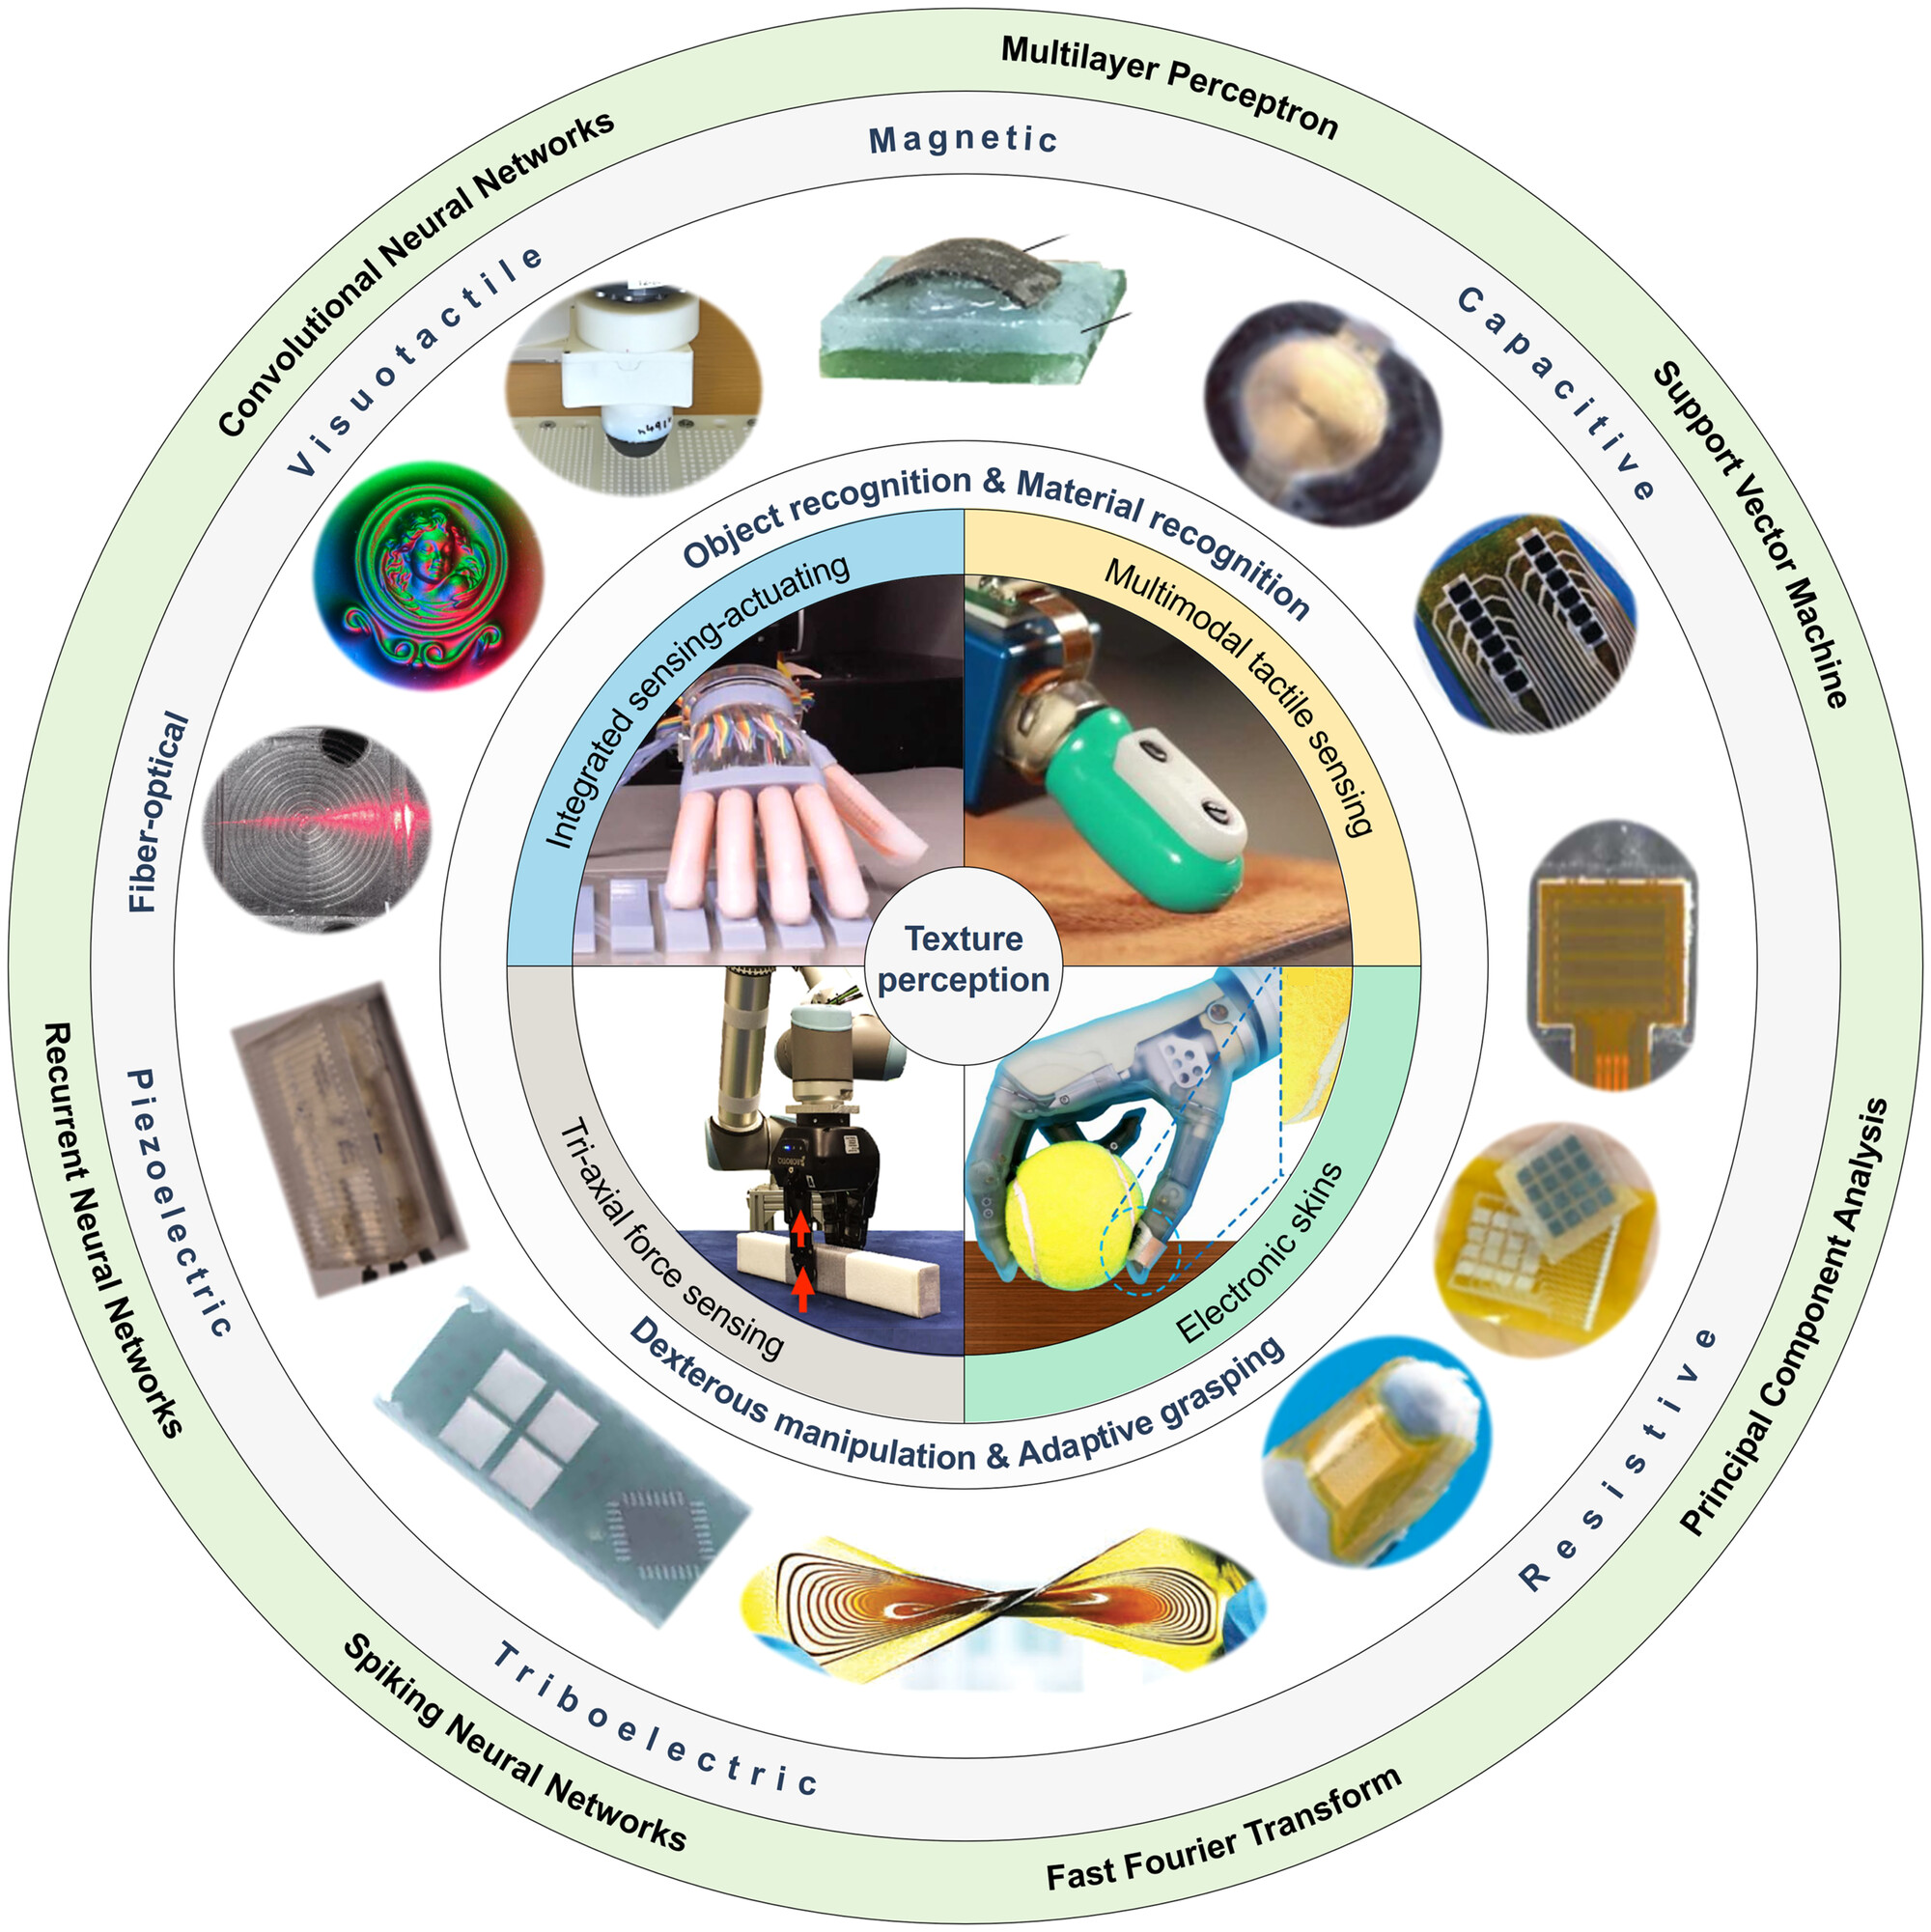 Multilayer Perceptron
Support Vector Machine
Principal Component Analysis
Fast Fourier Transform
Spiking Neural Networks
Recurrent Neural Networks
Convolutional Neural Networks
Magnetic
Capacitive
Resistive
Triboelectric
Piezoelectric
Fiber-optical
Visuotactile
Object recognition & Material recognition
Dexterous manipulation & Adaptive grasping
Integrated sensing-actuating
Multimodal tactile sensing
Electronic skins
Tri-axial force sensing
Texture
perception